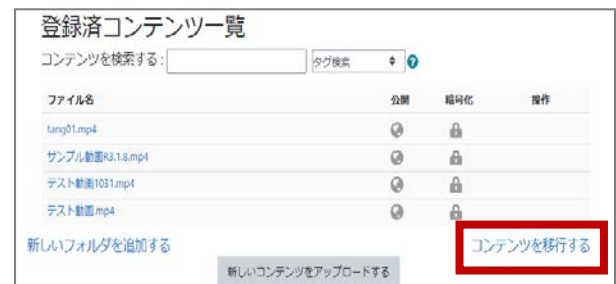 登録済コンテンツ一覧
コンテンツを検索する: タグ検索
ファイル名 公開 暗号化 操作
tang01.mp4
サンプル動画R3.1.8.mp4
テスト動画1031.mp4
テスト動画.mp4
新しいフォルダを追加する コンテンツを移行する
新しいコンテンツをアップロードする